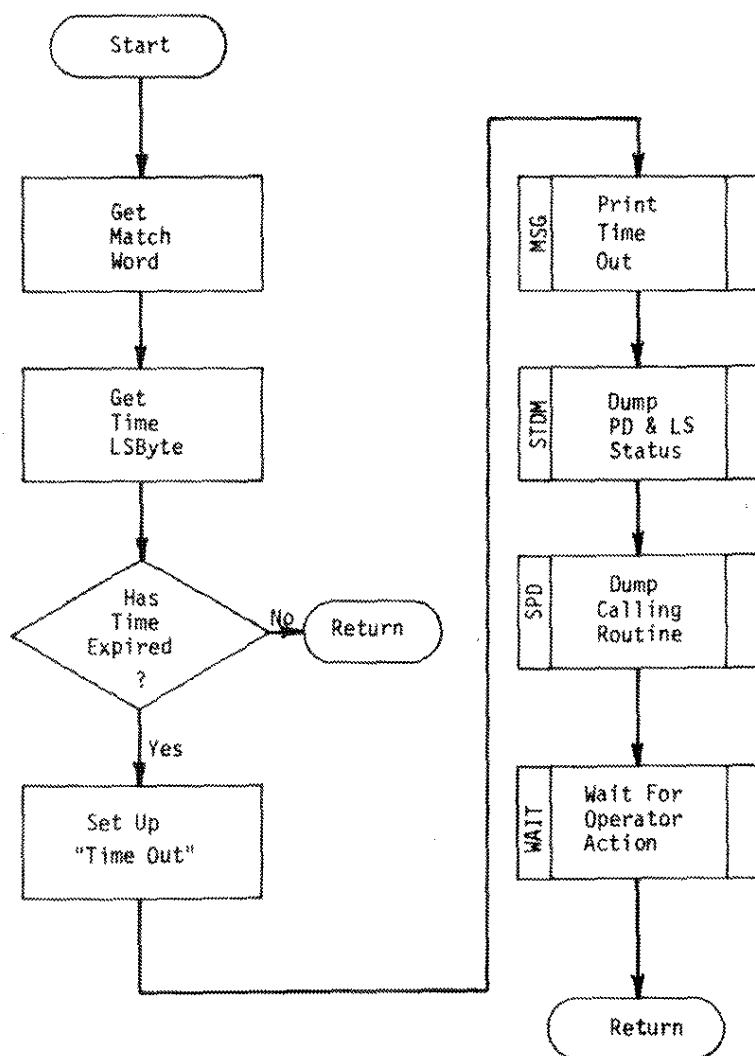 Start
Get
Match
Word
Get
Time
LSByte
Has
Time
Expired
?
No
Return
Yes
Set Up
"Time Out"
MSG
Print
Time
Out
STDM
Dump
PD & LS
Status
SPD
Dump
Calling
Routine
WAIT
Wait For
Operator
Action
Return